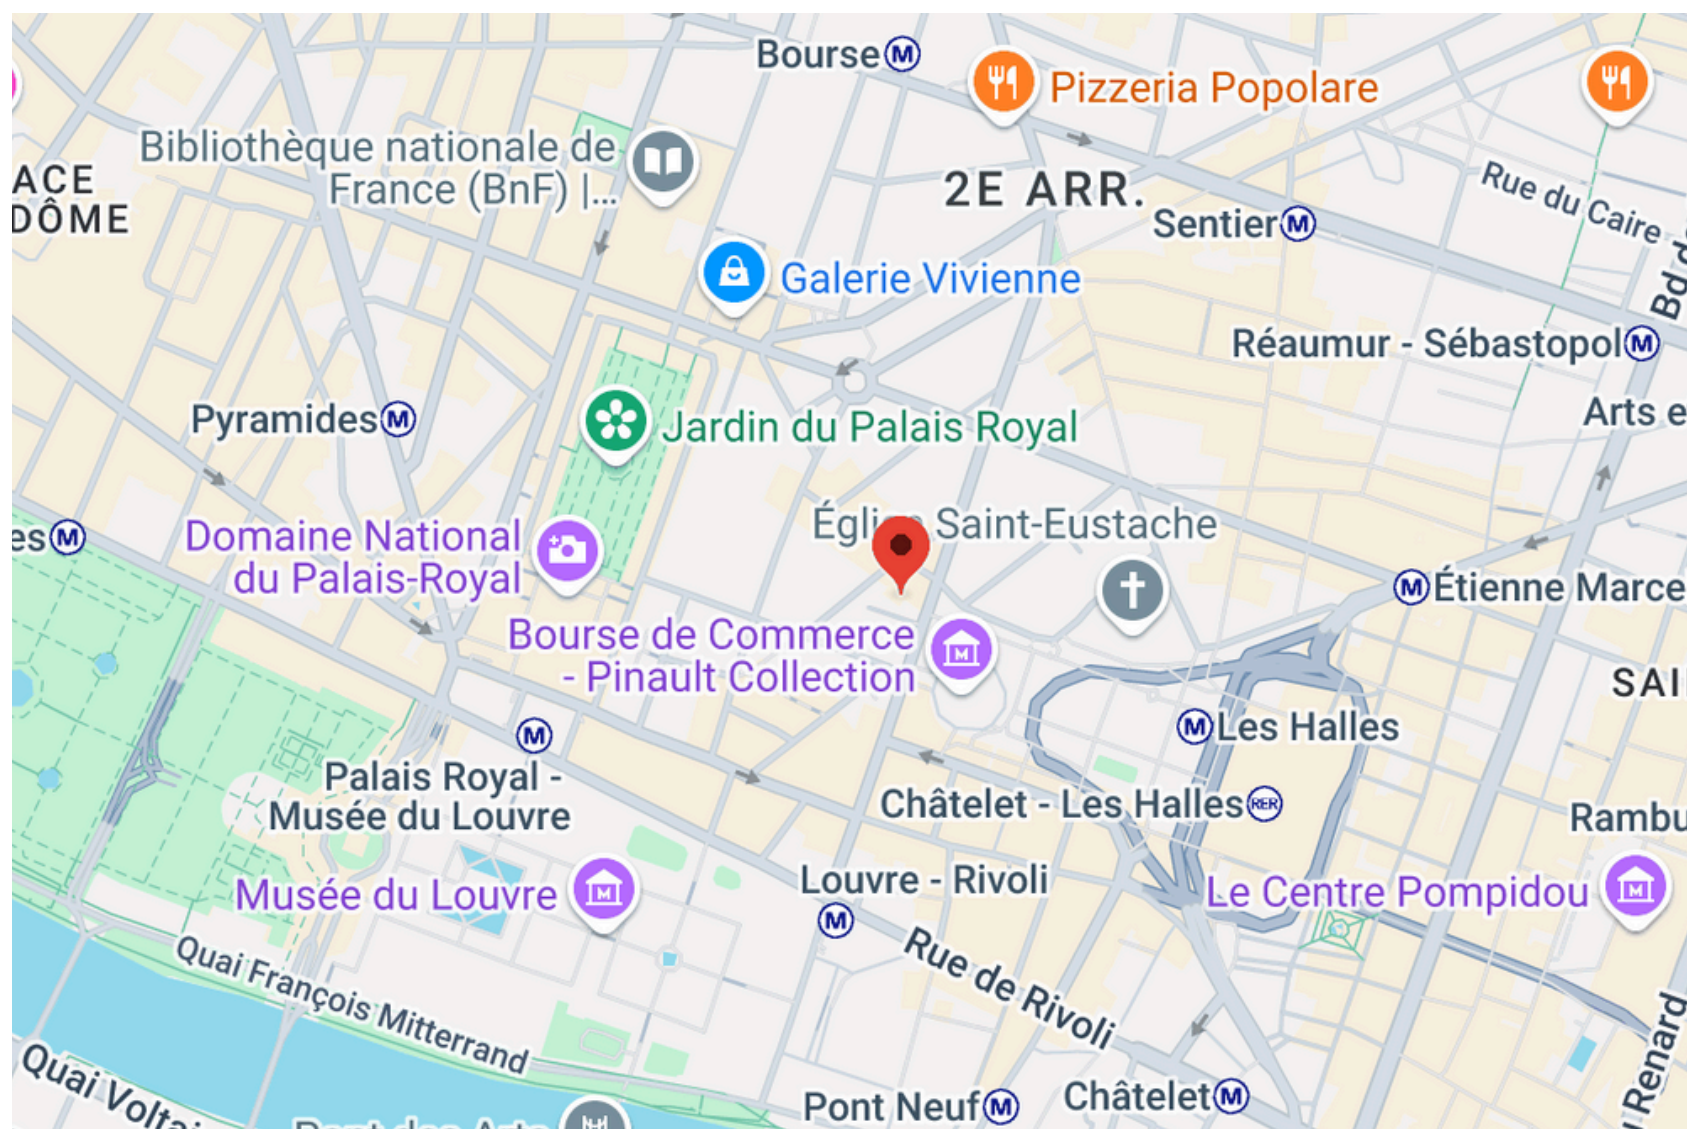 Bourse
M
Pizzeria Popolare
Bibliothèque nationale de
France (BnF) |...
ACE
DÔME
2E ARR.
Rue du Caire
Sentier
M
Galerie Vivienne
Bd d
Réaumur - Sébastopol
M
Pyramides
M
Jardin du Palais Royal
Arts e
Saint-Eustache
es
M
Domaine National
du Palais-Royal
M
Étienne Marce
Bourse de Commerce
- Pinault Collection
M
SAI
M
Les Halles
M
Palais Royal -
Musée du Louvre
Châtelet - Les Halles
RER
Rambu
Musée du Louvre
M
Louvre - Rivoli
M
Le Centre Pompidou
M
Quai François Mitterrand
Rue de Rivoli
Renard
Quai Voltai
Pont Neuf
M
Châtelet
M